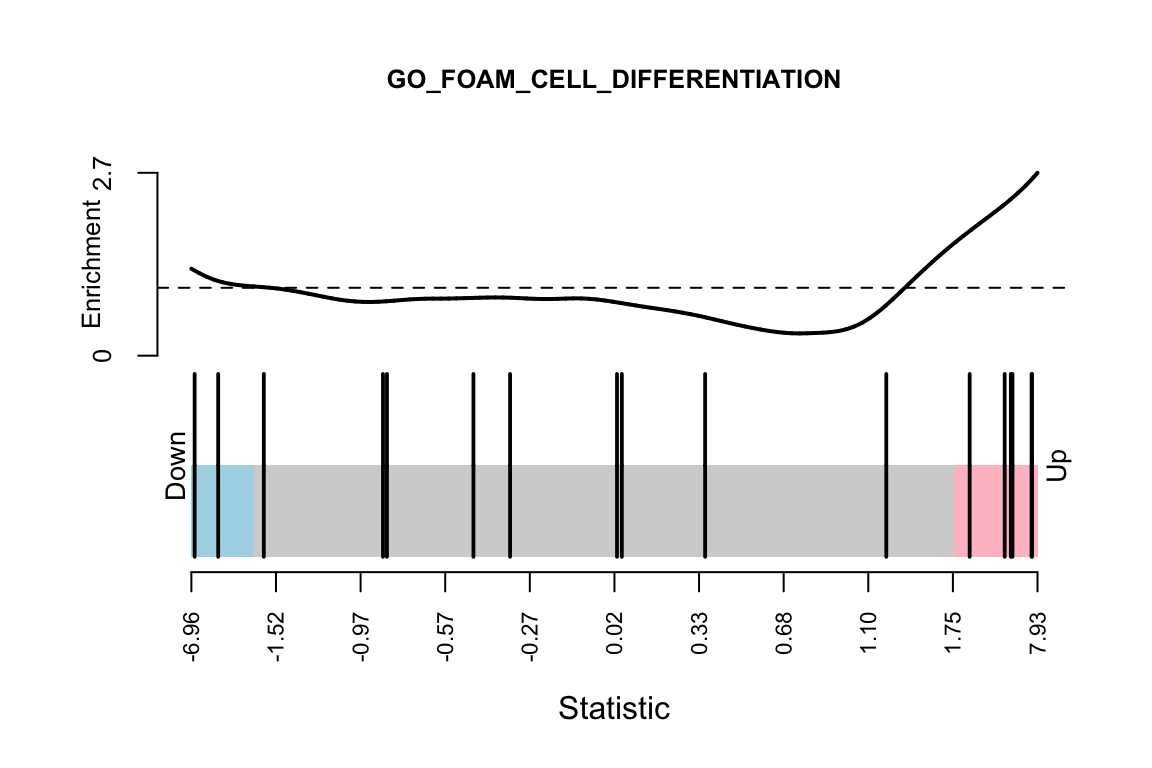 GO_FOAM_CELL_DIFFERENTIATION
Enrichment
2.7
0
Down
Up
-6.96
-1.52
-0.97
-0.57
-0.27
0.02
0.33
0.68
1.10
1.75
7.93
Statistic